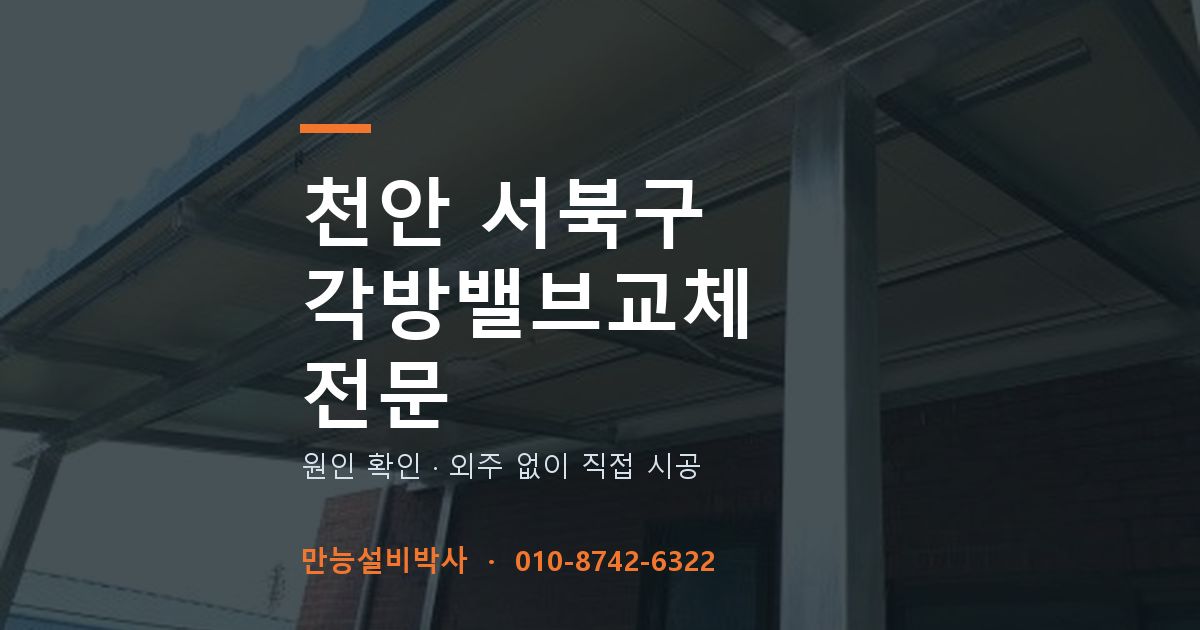 천안 서북구
각방밸브교체
전문
원인 확인 · 외주 없이 직접 시공
만능설비박사 · 010-8742-6322